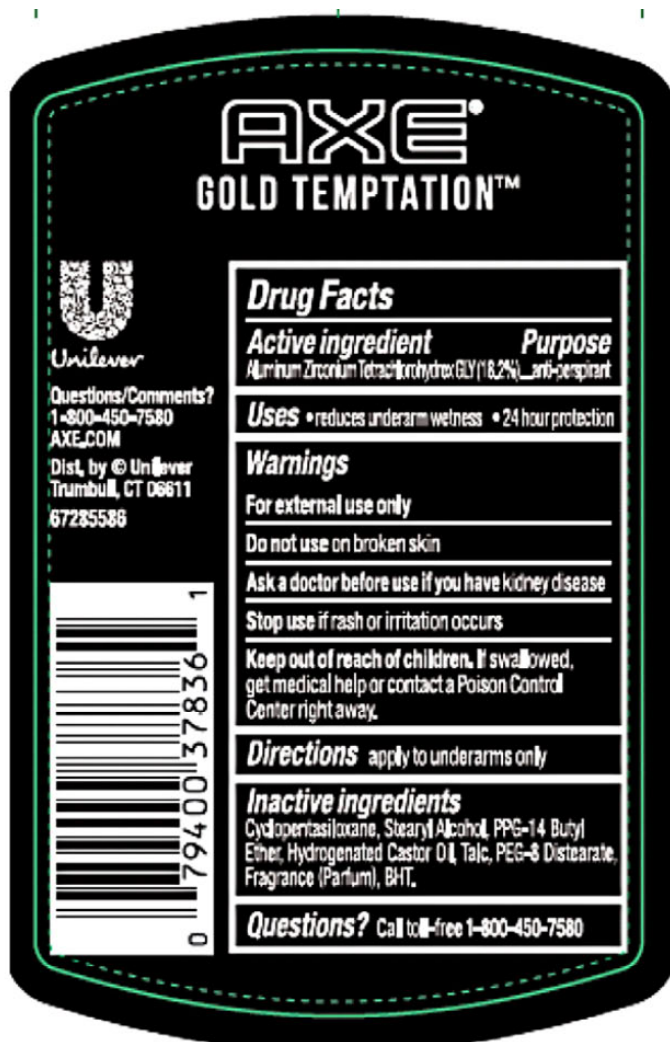 AXE
GOLD TEMPTATION™
Unilever
Questions/Comments?
1-800-450-7580
AXE.COM
Dist. by © Unilever
Trumbull, CT 06611
67285586
0 79400 37836 1
Drug Facts
Active ingredient Purpose
Aluminum Zirconium Tetrachlorohydrex GLY (18.2%)...anti-perspirant
Uses • reduces underarm wetness • 24 hour protection
Warnings
For external use only
Do not use on broken skin
Ask a doctor before use if you have kidney disease
Stop use if rash or irritation occurs
Keep out of reach of children. If swallowed,
get medical help or contact a Poison Control
Center right away.
Directions apply to underarms only
Inactive ingredients
Cyclopentasiloxane, Stearyl Alcohol, PPG-14 Butyl
Ether, Hydrogenated Castor Oil, Talc, PEG-8 Distearate,
Fragrance (Parfum), BHT.
Questions? Call toll-free 1-800-450-7580